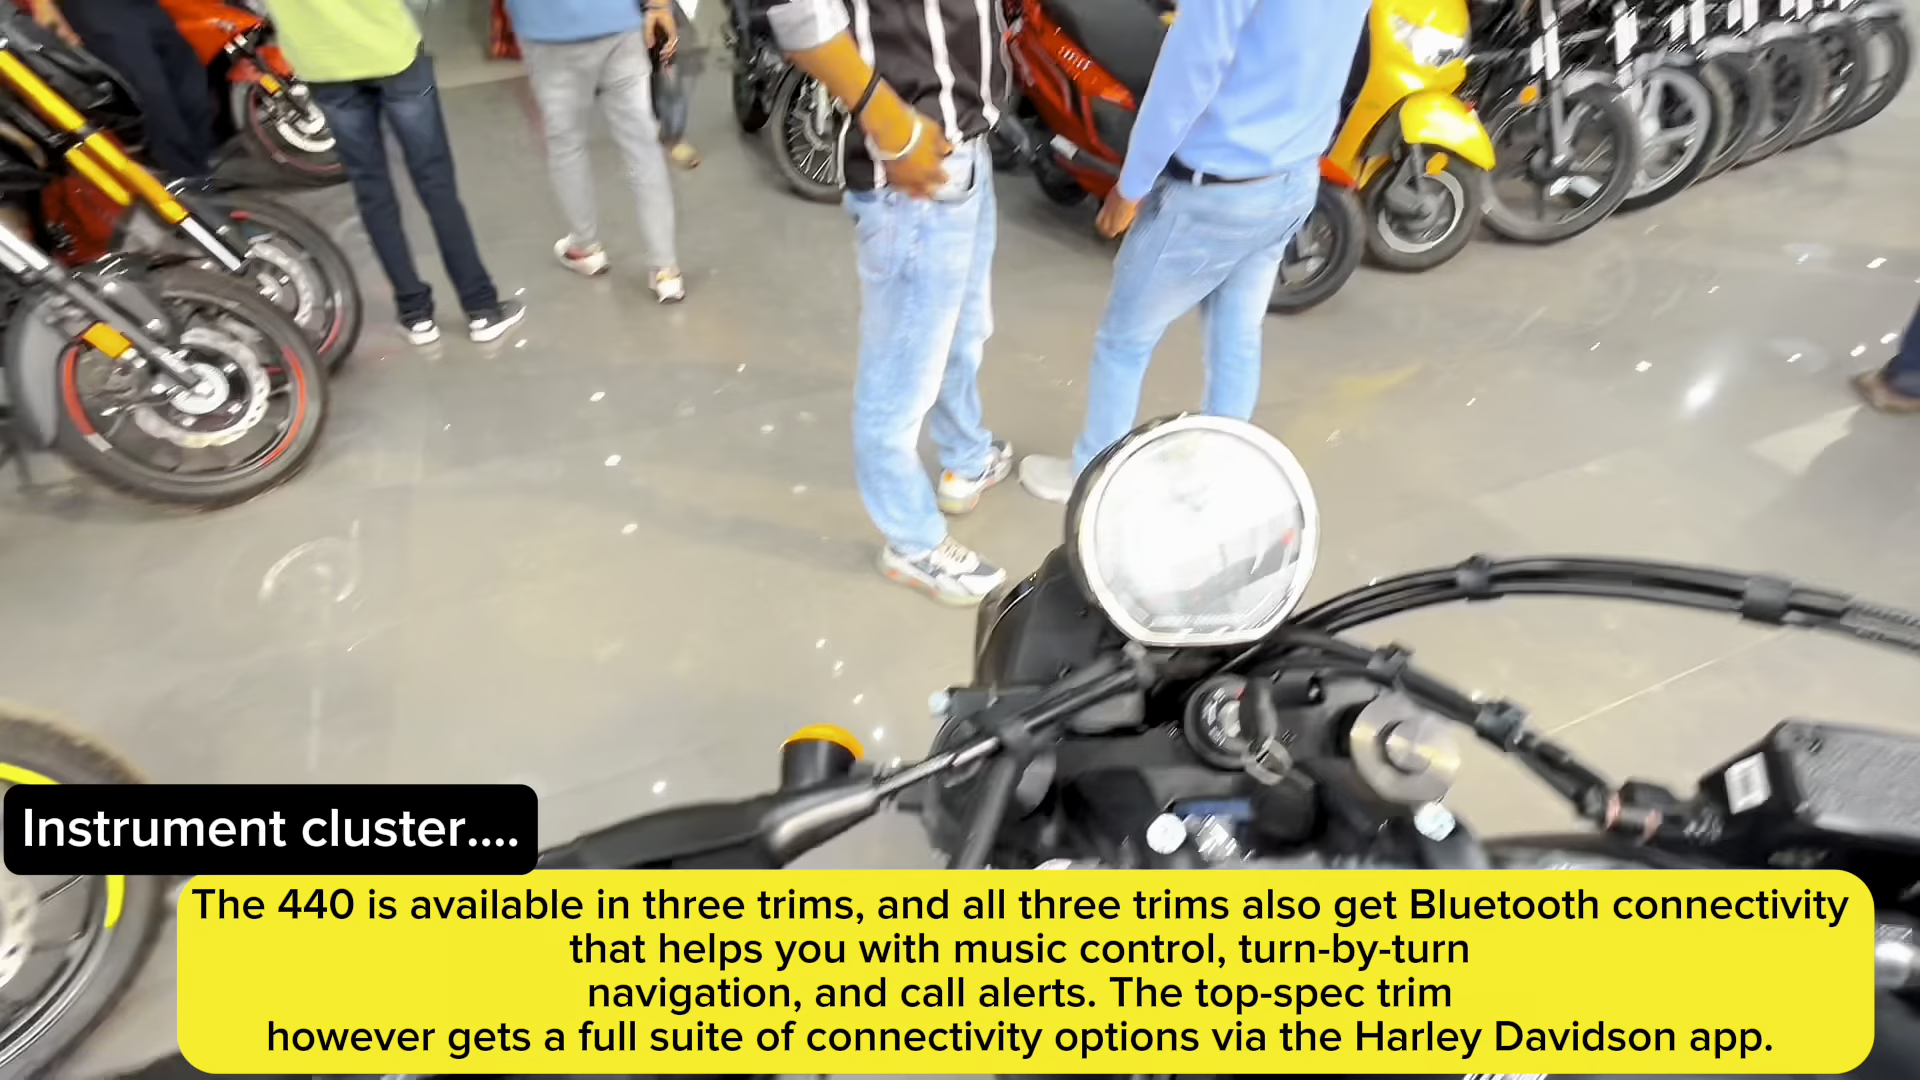 Instrument cluster....
The 440 is available in three trims, and all three trims also get Bluetooth connectivity
that helps you with music control, turn-by-turn
navigation, and call alerts. The top-spec trim
however gets a full suite of connectivity options via the Harley Davidson app.